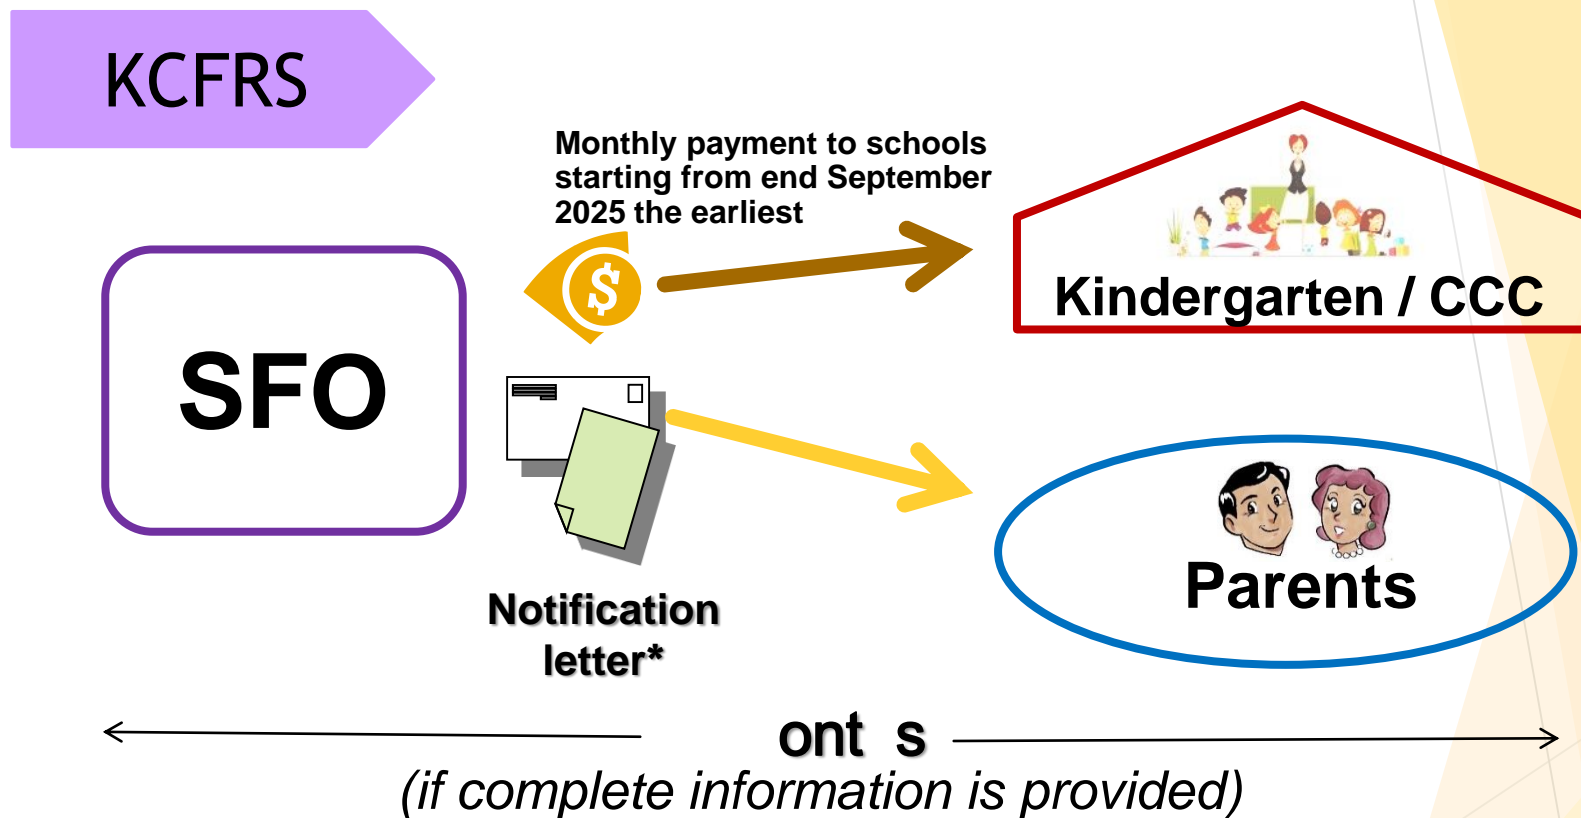 KCFRS
Monthly payment to schools
starting from end September
2025 the earliest
$
Kindergarten / CCC
SFO
Parents
Notification
letter*
ont s
(if complete information is provided)